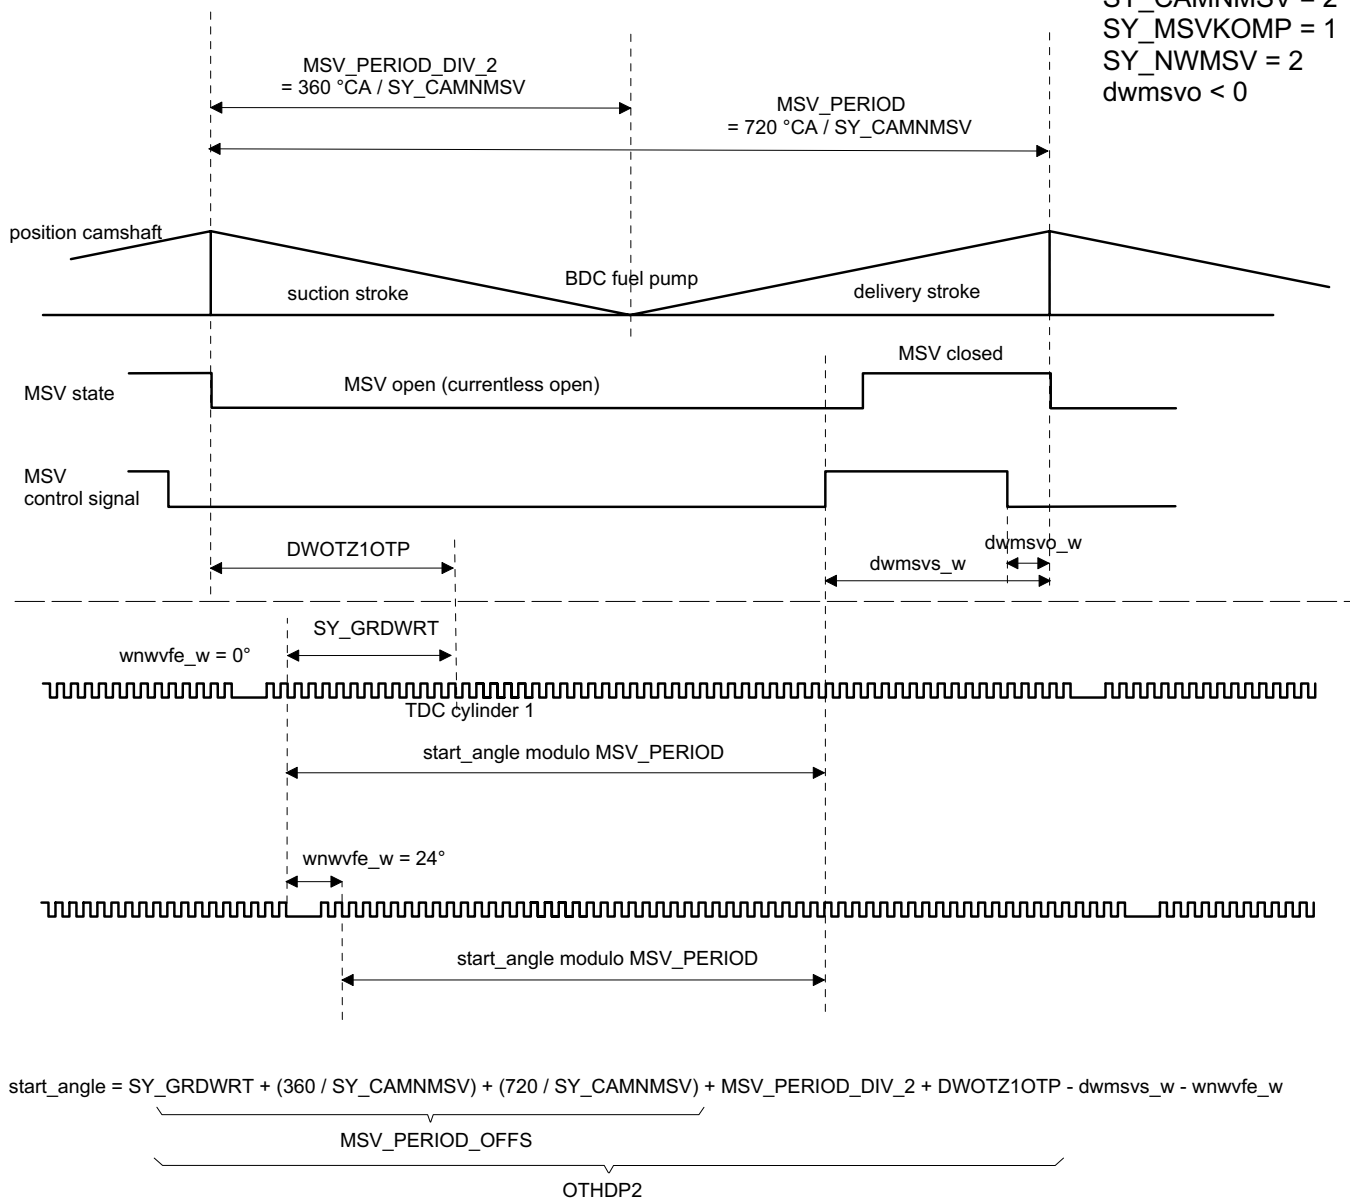 SY_CAMNMSV = 2
SY_MSVKOMP = 1
SY_NWMSV = 2
dwmsvo < 0
MSV_PERIOD_DIV_2
= 360 °CA / SY_CAMNMSV
MSV_PERIOD
= 720 °CA / SY_CAMNMSV
position camshaft
suction stroke
BDC fuel pump
delivery stroke
MSV closed
MSV state
MSV open (currentless open)
MSV
control signal
DWOTZ1OTP
dwmsvo_w
dwmsvs_w
SY_GRDWRT
wnwvfe_w = 0°
TDC cylinder 1
start_angle modulo MSV_PERIOD
wnwvfe_w = 24°
start_angle modulo MSV_PERIOD
start_angle = SY_GRDWRT + (360 / SY_CAMNMSV) + (720 / SY_CAMNMSV) + MSV_PERIOD_DIV_2 + DWOTZ1OTP - dwmsvs_w - wnwvfe_w
MSV_PERIOD_OFFS
OTHDP2